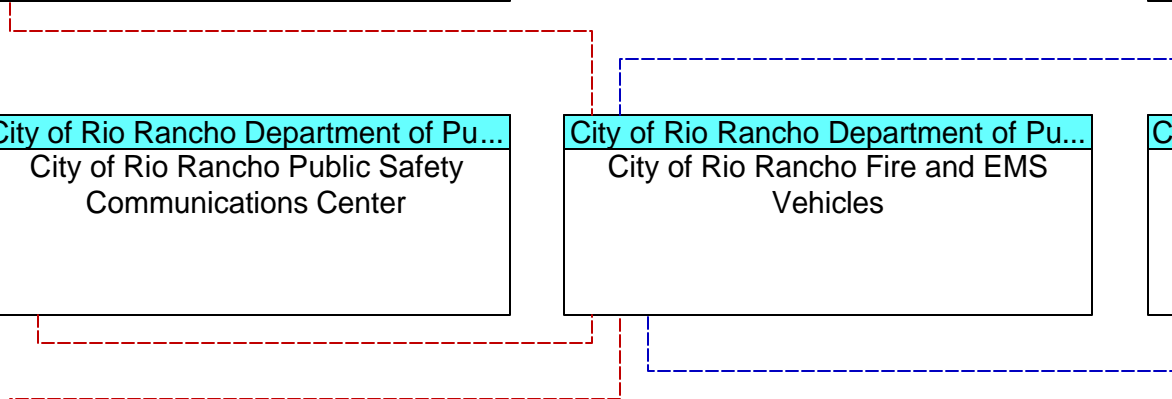 City of Rio Rancho Department of Pu...
City of Rio Rancho Public Safety
Communications Center
City of Rio Rancho Department of Pu...
City of Rio Rancho Fire and EMS
Vehicles
C